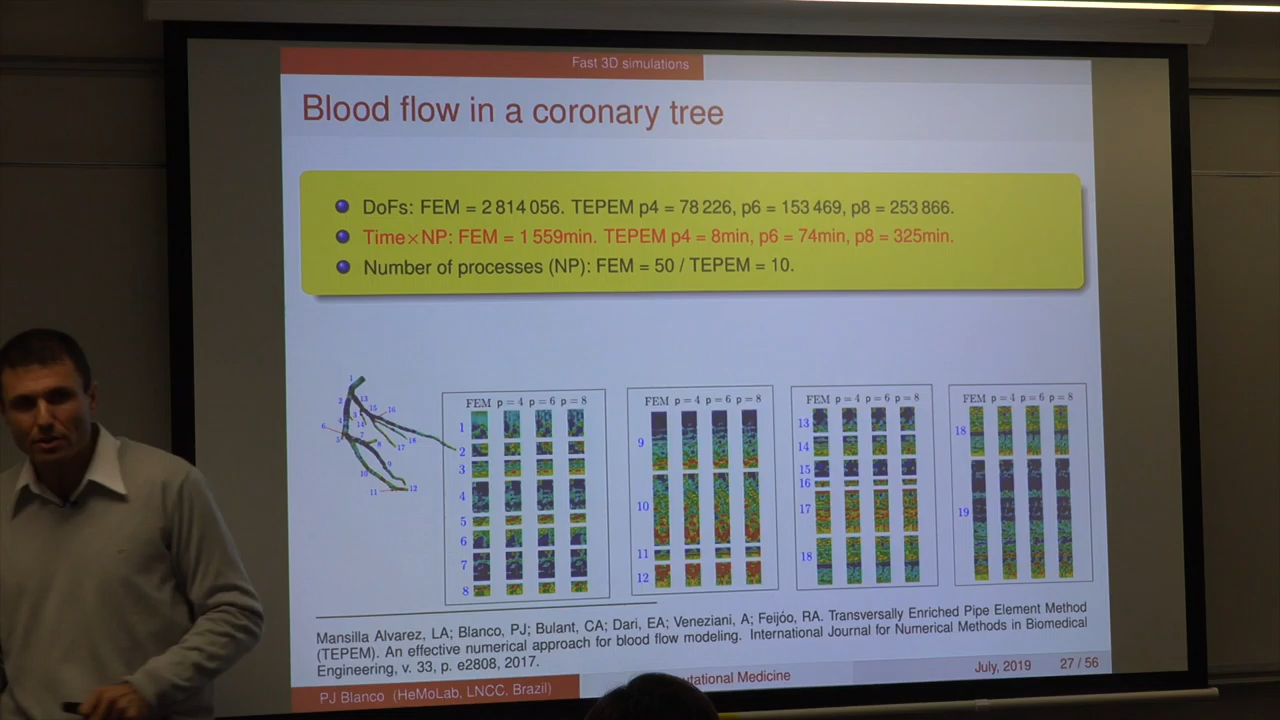 Fast 3D simulations
Blood flow in a coronary tree
DoFs: FEM = 2 814 056. TEPEM p4 = 78 226, p6 = 153 469, p8 = 253 866.
Time×NP: FEM = 1 559min. TEPEM p4 = 8min, p6 = 74min, p8 = 325min.
Number of processes (NP): FEM = 50 / TEPEM = 10.
FEM p = 4 p = 6 p = 8
1
2
3
4
5
6
7
8
FEM p = 4 p = 6 p = 8
9
10
11
12
FEM p = 4 p = 6 p = 8
13
14
15
16
17
18
FEM p = 4 p = 6 p = 8
18
19
Mansilla Alvarez, LA; Blanco, PJ; Bulant, CA; Dari, EA; Veneziani, A; Feijóo, RA. Transversally Enriched Pipe Element Method
(TEPEM). An effective numerical approach for blood flow modeling. International Journal for Numerical Methods in Biomedical
Engineering, v. 33, p. e2808, 2017.
PJ Blanco (HeMoLab, LNCC, Brazil)
Medicine
July, 2019 27 / 56